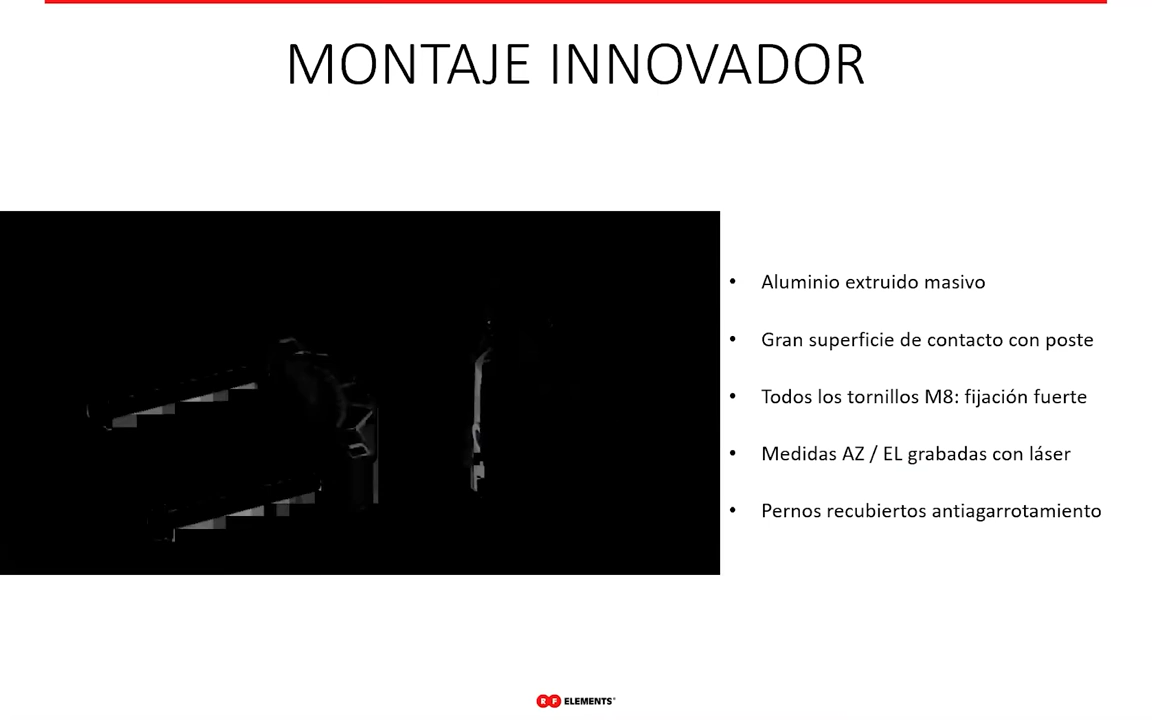 MONTAJE INNOVADOR
• Aluminio extruido masivo
• Gran superficie de contacto con poste
• Todos los tornillos M8: fijación fuerte
• Medidas AZ / EL grabadas con láser
• Pernos recubiertos antiagarrotamiento
RF ELEMENTS